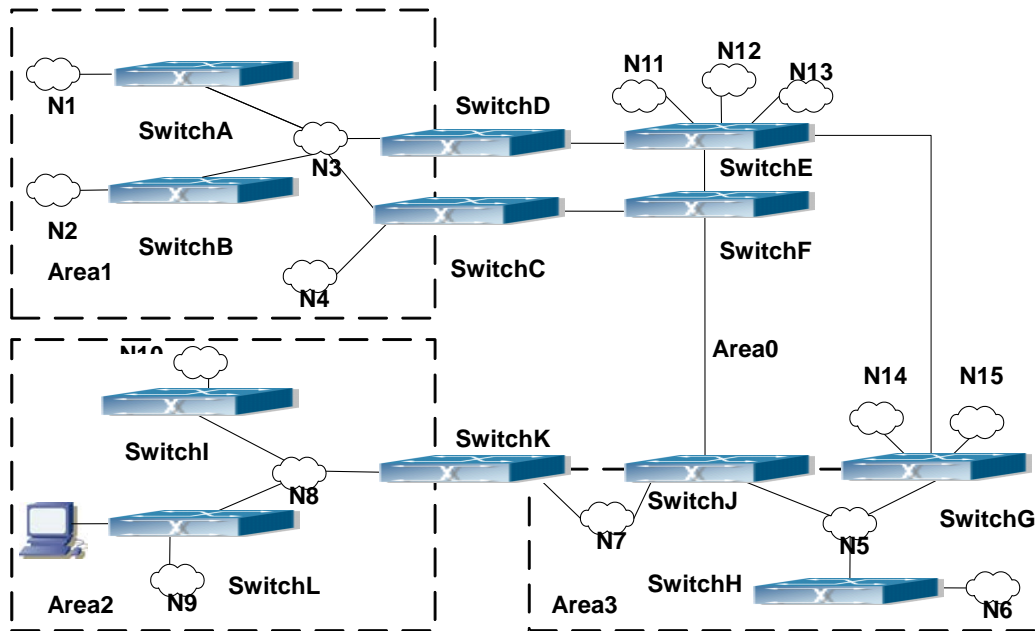 N11
N12
N13
N1
SwitchD
SwitchA
N3
SwitchE
N2
SwitchB
SwitchC
SwitchF
Area1
N4
Area0
N14
N15
SwitchK
SwitchI
N8
SwitchJ
SwitchG
N7
N5
SwitchH
SwitchL
N9
Area2
Area3
N6